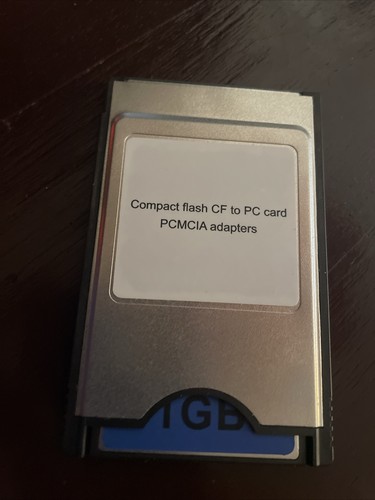 Compact flash CF to PC card
PCMCIA adapters
1GB